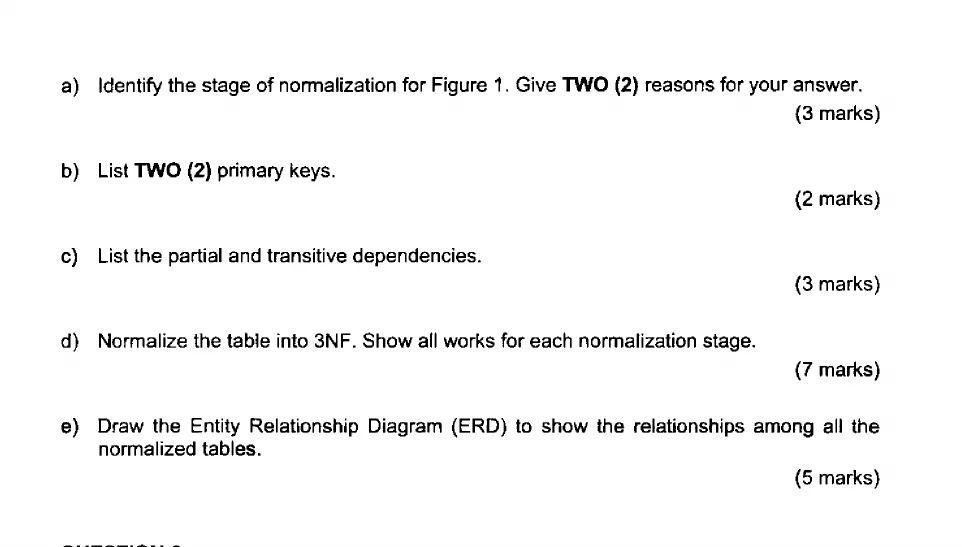 a) Identify the stage of normalization for Figure 1. Give TWO (2) reasons for your answer.
(3 marks)
b) List TWO (2) primary keys.
(2 marks)
c) List the partial and transitive dependencies.
(3 marks)
d) Normalize the table into 3NF. Show all works for each normalization stage.
(7 marks)
e) Draw the Entity Relationship Diagram (ERD) to show the relationships among all the
normalized tables.
(5 marks)